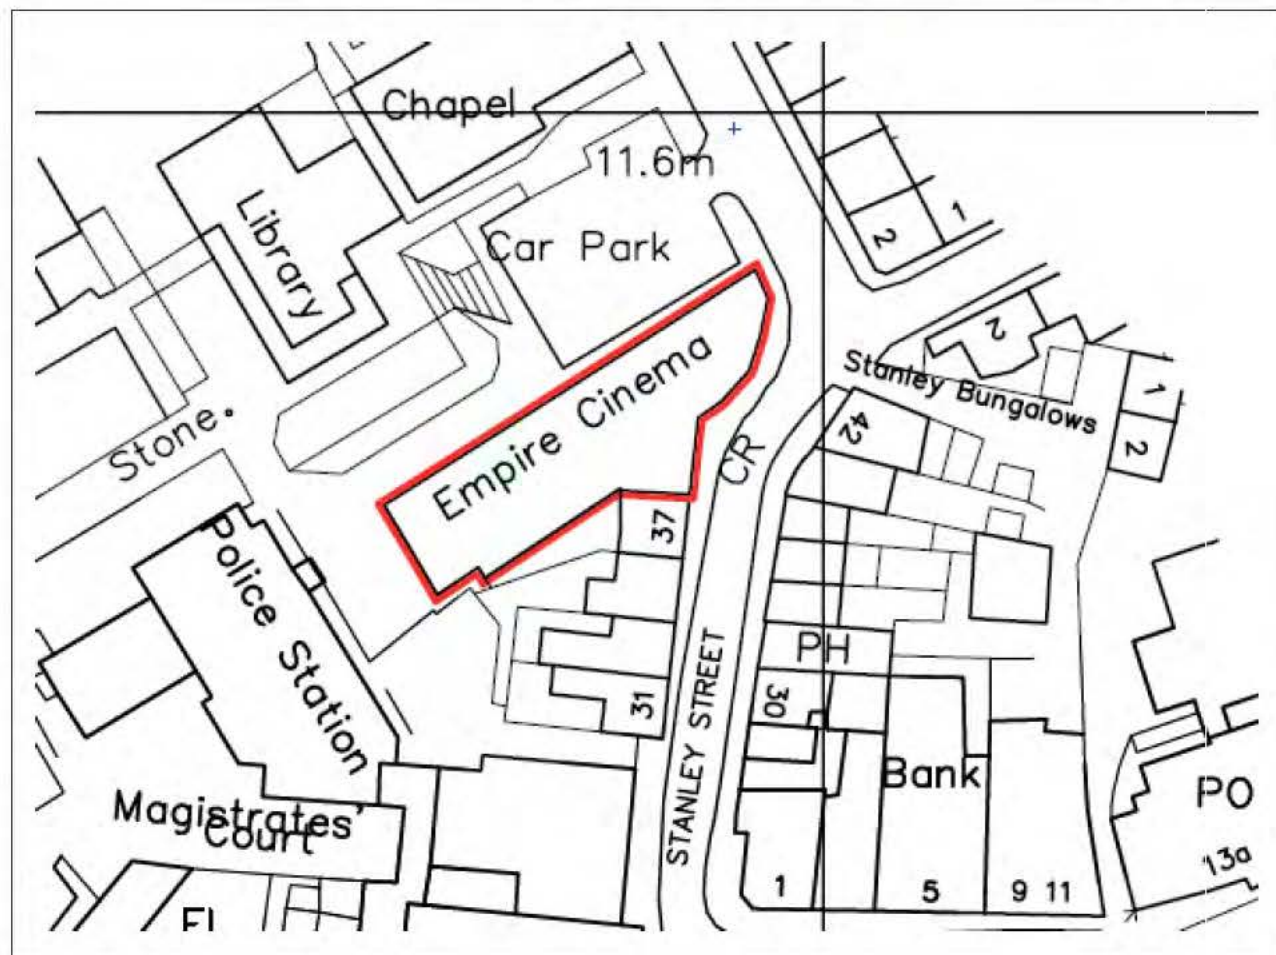 Chapel
11.6m
Library
Car Park
2
1
2
Stanley Bungalows
Empire Cinema
1
2
Stone.
42
CR
37
Police Station
PH
31
30
STANLEY STREET
Bank
PO
Magistrates'
Court
13a
1
5
9 11
El